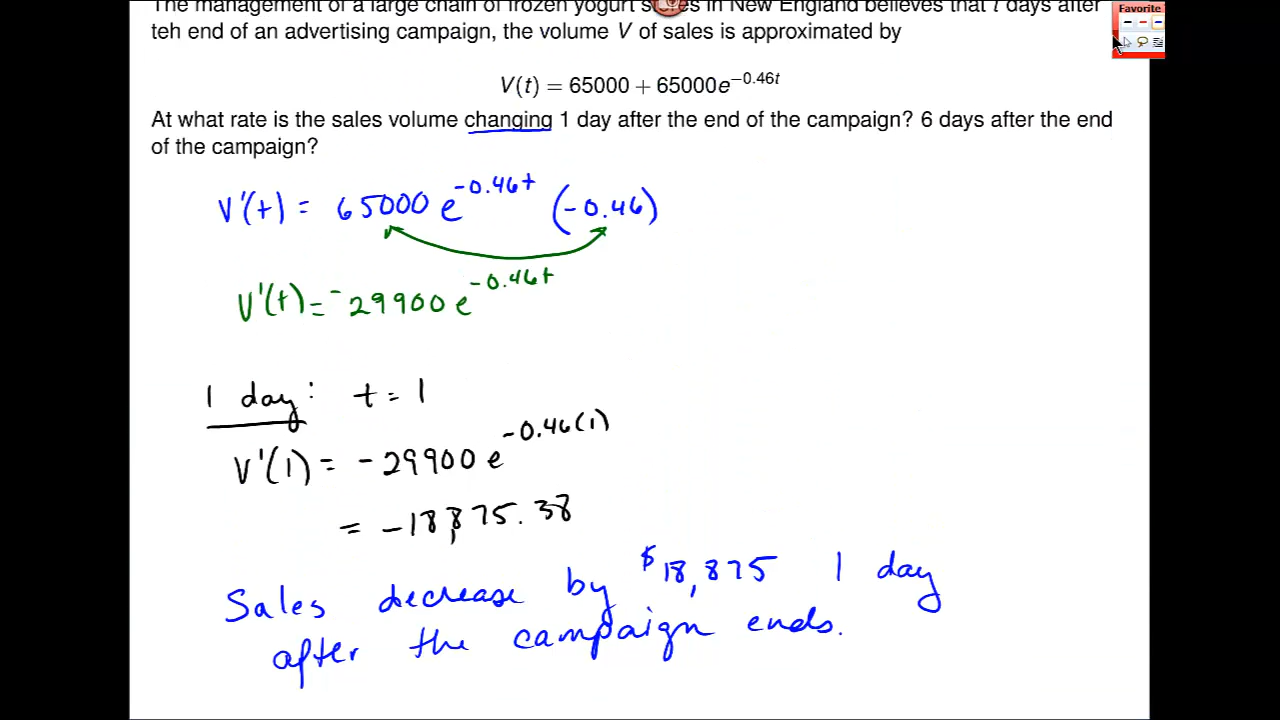 The management of a large chain of frozen yogurt in New England believes that t days after
teh end of an advertising campaign, the volume V of sales is approximated by
V(t) = 65000 + 65000e^{-0.46t}
At what rate is the sales volume changing 1 day after the end of the campaign? 6 days after the end
of the campaign?
V'(t) = 65000 e^{-0.46t} (-0.46)
V'(t) = -29900 e^{-0.46t}
1 day: t = 1
V'(1) = -29900 e^{-0.46(1)}
= -18,875.38
Sales decrease by $18,875 1 day
after the campaign ends.
Favorite